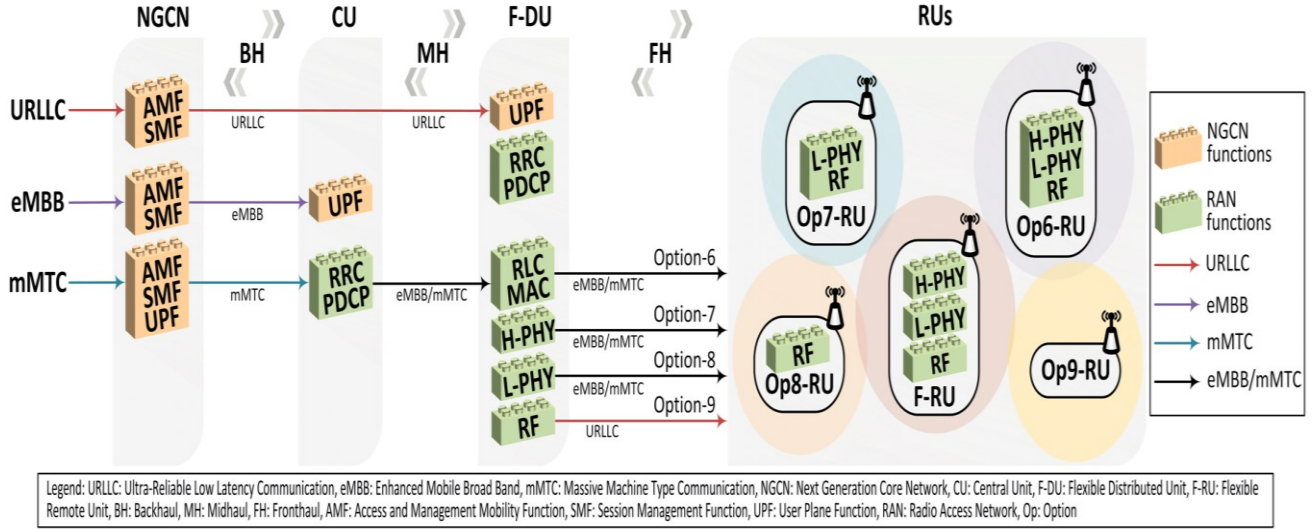 NGCN
CU
F-DU
RUs
BH
MH
FH
URLLC
AMF
SMF
URLLC
URLLC
UPF
RRC
PDCP
eMBB
AMF
SMF
eMBB
UPF
mMTC
AMF
SMF
UPF
mMTC
RRC
PDCP
eMBB/mMTC
RLC
MAC
H-PHY
L-PHY
RF
Option-6
eMBB/mMTC
Option-7
eMBB/mMTC
Option-8
eMBB/mMTC
Option-9
URLLC
L-PHY
RF
Op7-RU
H-PHY
L-PHY
RF
Op6-RU
RF
Op8-RU
H-PHY
L-PHY
RF
F-RU
Op9-RU
NGCN
functions
RAN
functions
URLLC
eMBB
mMTC
eMBB/mMTC
Legend: URLLC: Ultra-Reliable Low Latency Communication, eMBB: Enhanced Mobile Broad Band, mMTC: Massive Machine Type Communication, NGCN: Next Generation Core Network, CU: Central Unit, F-DU: Flexible Distributed Unit, F-RU: Flexible
Remote Unit, BH: Backhaul, MH: Midhaul, FH: Fronthaul, AMF: Access and Management Mobility Function, SMF: Session Management Function, UPF: User Plane Function, RAN: Radio Access Network, Op: Option